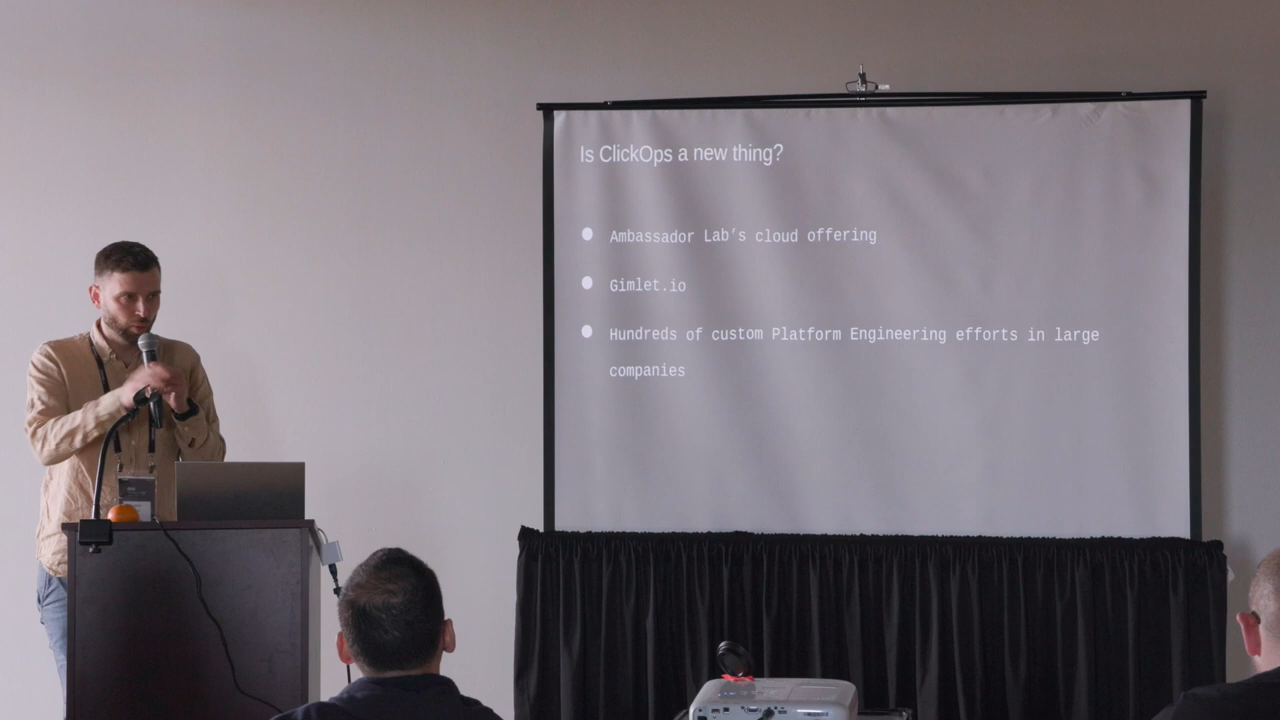 Is ClickOps a new thing?
Ambassador Lab’s cloud offering
Gimlet.io
Hundreds of custom Platform Engineering efforts in large
companies